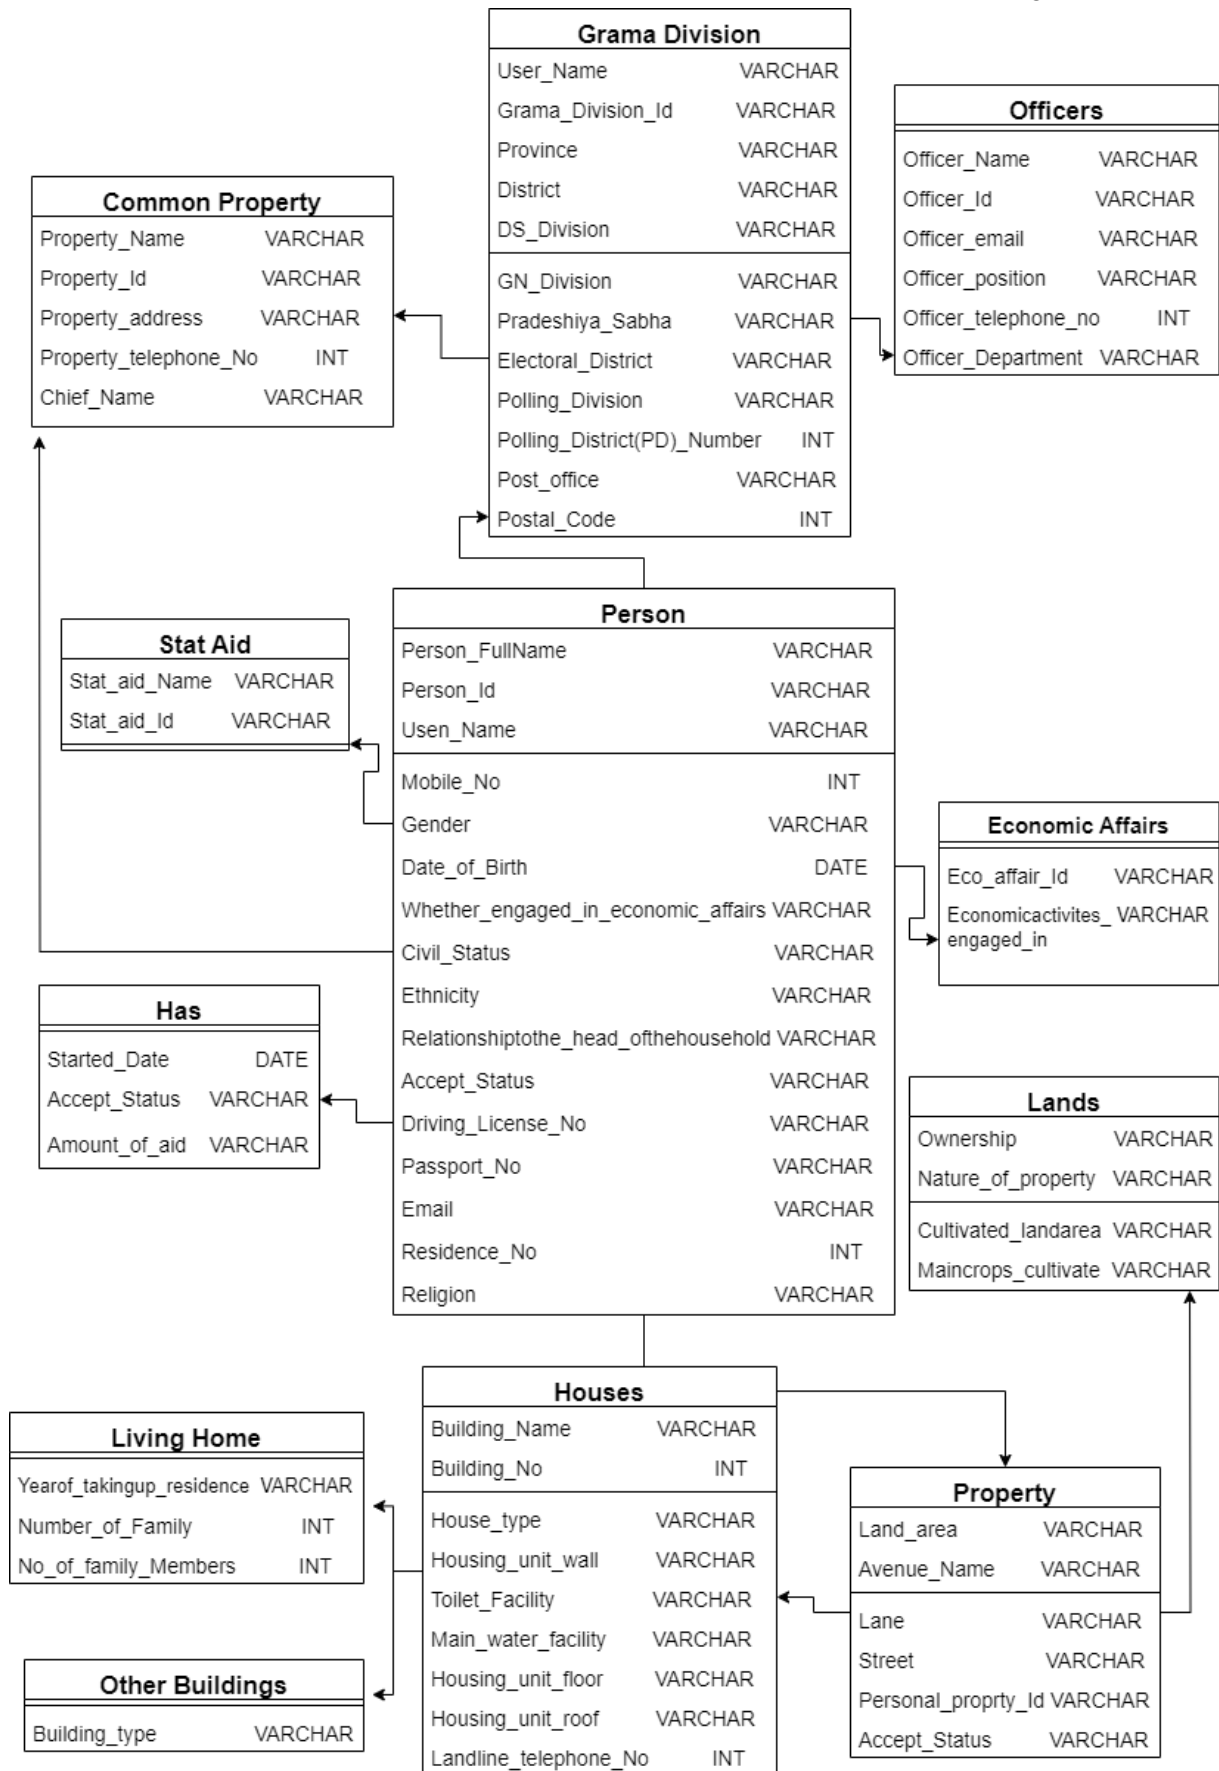 Grama Division
User_Name VARCHAR
Grama_Division_Id VARCHAR
Province VARCHAR
District VARCHAR
DS_Division VARCHAR
GN_Division VARCHAR
Pradeshiya_Sabha VARCHAR
Electoral_District VARCHAR
Polling_Division VARCHAR
Polling_District(PD)_Number INT
Post_office VARCHAR
Postal_Code INT
Officers
Officer_Name VARCHAR
Officer_Id VARCHAR
Officer_email VARCHAR
Officer_position VARCHAR
Officer_telephone_no INT
Officer_Department VARCHAR
Common Property
Property_Name VARCHAR
Property_Id VARCHAR
Property_address VARCHAR
Property_telephone_No INT
Chief_Name VARCHAR
Person
Person_FullName VARCHAR
Person_Id VARCHAR
Usen_Name VARCHAR
Mobile_No INT
Gender VARCHAR
Date_of_Birth DATE
Whether_engaged_in_economic_affairs VARCHAR
Civil_Status VARCHAR
Ethnicity VARCHAR
Relationshiptothe_head_ofthehousehold VARCHAR
Accept_Status VARCHAR
Driving_License_No VARCHAR
Passport_No VARCHAR
Email VARCHAR
Residence_No INT
Religion VARCHAR
Stat Aid
Stat_aid_Name VARCHAR
Stat_aid_Id VARCHAR
Economic Affairs
Eco_affair_Id VARCHAR
Economicactivites_ VARCHAR
engaged_in
Has
Started_Date DATE
Accept_Status VARCHAR
Amount_of_aid VARCHAR
Lands
Ownership VARCHAR
Nature_of_property VARCHAR
Cultivated_landarea VARCHAR
Maincrops_cultivate VARCHAR
Houses
Building_Name VARCHAR
Building_No INT
House_type VARCHAR
Housing_unit_wall VARCHAR
Toilet_Facility VARCHAR
Main_water_facility VARCHAR
Housing_unit_floor VARCHAR
Housing_unit_roof VARCHAR
Landline_telephone_No INT
Living Home
Yearof_takingup_residence VARCHAR
Number_of_Family INT
No_of_family_Members INT
Property
Land_area VARCHAR
Avenue_Name VARCHAR
Lane VARCHAR
Street VARCHAR
Personal_proprty_Id VARCHAR
Accept_Status VARCHAR
Other Buildings
Building_type VARCHAR